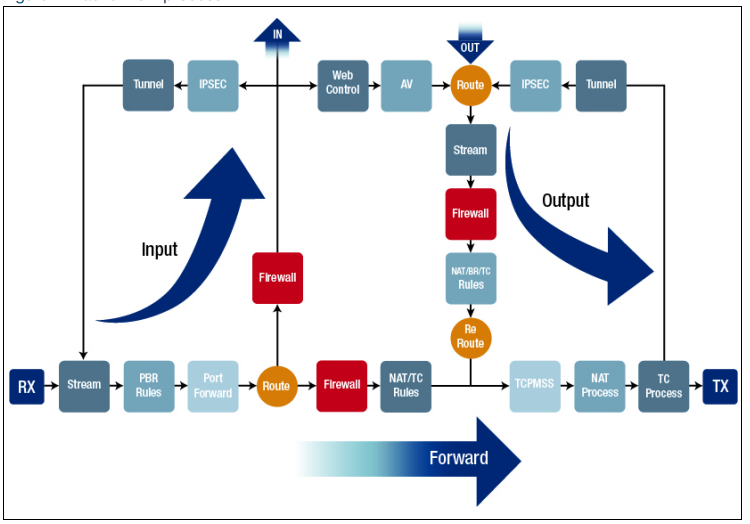 IN
OUT
Tunnel
IPSEC
Web
Control
AV
Route
IPSEC
Tunnel
Stream
Input
Output
Firewall
Firewall
NAT/BR/TC
Rules
Re
Route
RX
Stream
PBR
Rules
Port
Forward
Route
Firewall
NAT/TC
Rules
TCPMSS
NAT
Process
TC
Process
TX
Forward